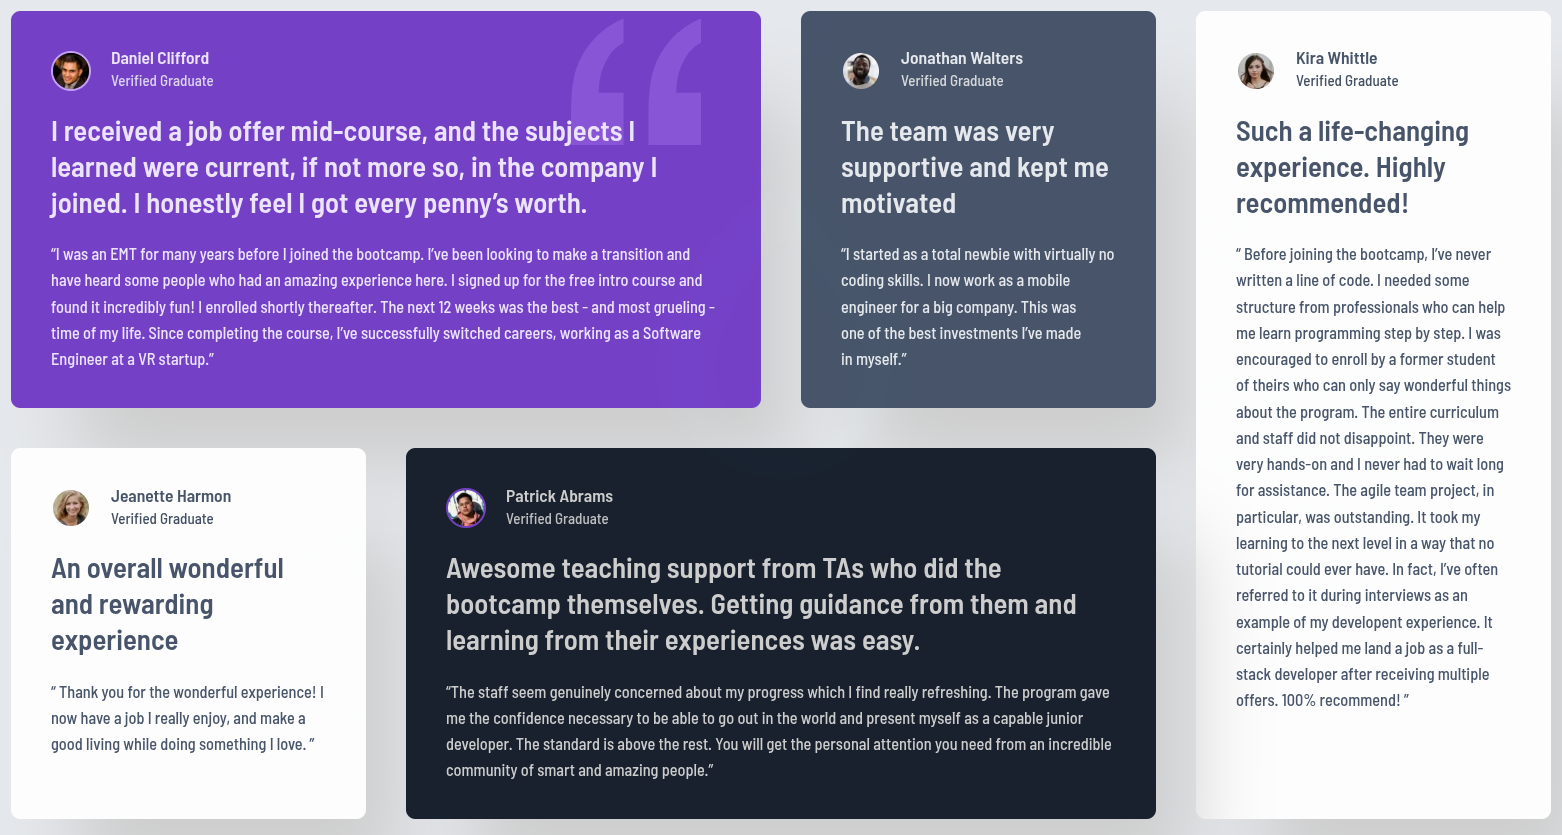 Daniel Clifford
Verified Graduate
I received a job offer mid-course, and the subjects I
learned were current, if not more so, in the company I
joined. I honestly feel I got every penny’s worth.
“I was an EMT for many years before I joined the bootcamp. I’ve been looking to make a transition and
have heard some people who had an amazing experience here. I signed up for the free intro course and
found it incredibly fun! I enrolled shortly thereafter. The next 12 weeks was the best - and most grueling -
time of my life. Since completing the course, I’ve successfully switched careers, working as a Software
Engineer at a VR startup.”
Jonathan Walters
Verified Graduate
The team was very
supportive and kept me
motivated
“I started as a total newbie with virtually no
coding skills. I now work as a mobile
engineer for a big company. This was
one of the best investments I’ve made
in myself.”
Kira Whittle
Verified Graduate
Such a life-changing
experience. Highly
recommended!
“ Before joining the bootcamp, I’ve never
written a line of code. I needed some
structure from professionals who can help
me learn programming step by step. I was
encouraged to enroll by a former student
of theirs who can only say wonderful things
about the program. The entire curriculum
and staff did not disappoint. They were
very hands-on and I never had to wait long
for assistance. The agile team project, in
particular, was outstanding. It took my
learning to the next level in a way that no
tutorial could ever have. In fact, I’ve often
referred to it during interviews as an
example of my developent experience. It
certainly helped me land a job as a full-
stack developer after receiving multiple
offers. 100% recommend! ”
Jeanette Harmon
Verified Graduate
An overall wonderful
and rewarding
experience
“ Thank you for the wonderful experience! I
now have a job I really enjoy, and make a
good living while doing something I love. ”
Patrick Abrams
Verified Graduate
Awesome teaching support from TAs who did the
bootcamp themselves. Getting guidance from them and
learning from their experiences was easy.
“The staff seem genuinely concerned about my progress which I find really refreshing. The program gave
me the confidence necessary to be able to go out in the world and present myself as a capable junior
developer. The standard is above the rest. You will get the personal attention you need from an incredible
community of smart and amazing people.”